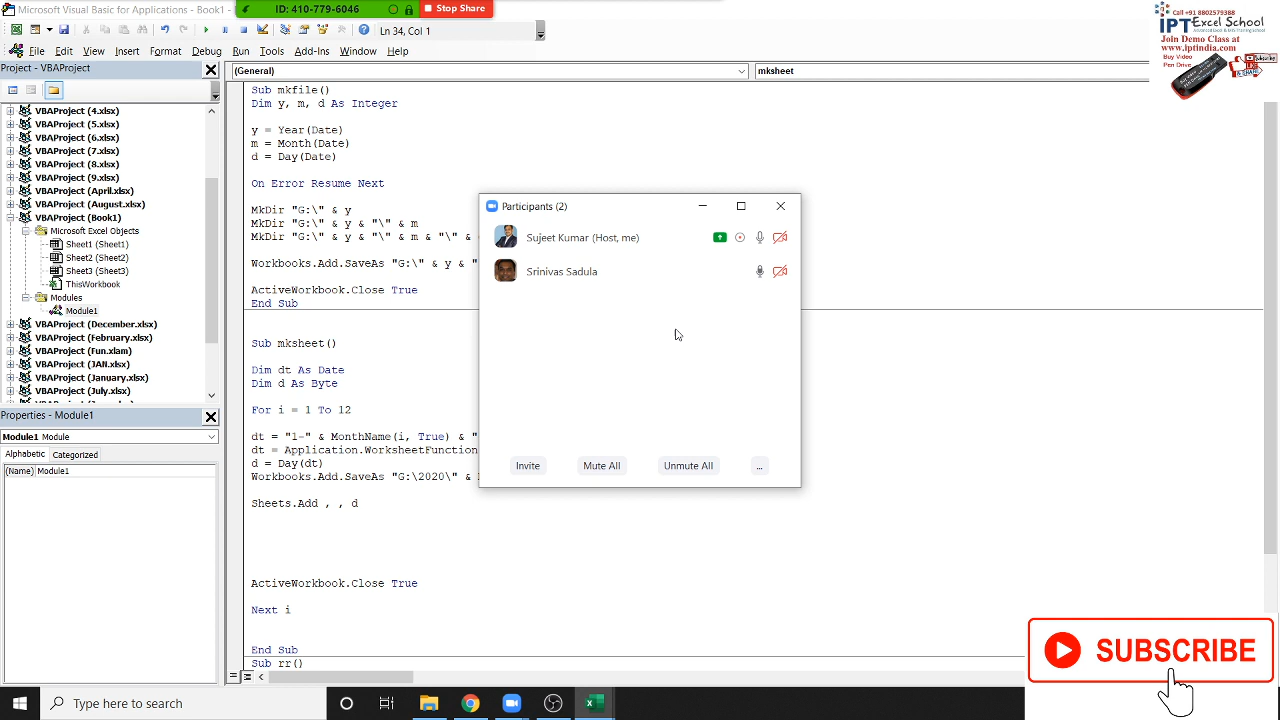 Microsoft Visual Basic for Applications - Book1
ID: 410-779-6046
Stop Share
Ln 34, Col 1
File Edit View Insert Format Debug Run Tools Add-Ins Window Help
Call +91 8802579388
IPT Excel School
Join Demo Class at
www.iptindia.com
Buy Video
Pen Drive
Project - VBAProject
VBAProject (4.xlsx)
VBAProject (5.xlsx)
VBAProject (6.xlsx)
VBAProject (7.xlsx)
VBAProject (8.xlsx)
VBAProject (9.xlsx)
VBAProject (April.xlsx)
VBAProject (August.xlsx)
VBAProject (Book1)
Microsoft Excel Objects
Sheet1 (Sheet1)
Sheet2 (Sheet2)
Sheet3 (Sheet3)
ThisWorkbook
Modules
Module1
VBAProject (December.xlsx)
VBAProject (February.xlsx)
VBAProject (Fun.xlam)
VBAProject (JAN.xlsx)
VBAProject (January.xlsx)
VBAProject (July.xlsx)
Properties - Module1
Module1 Module
Alphabetic Categorized
(Name) Module1
(General)
mksheet
Sub mkfile()
Dim y, m, d As Integer
y = Year(Date)
m = Month(Date)
d = Day(Date)
On Error Resume Next
MkDir "G:\" & y
MkDir "G:\" & y & "\" & m
MkDir "G:\" & y & "\" & m & "\" &
Workbooks.Add.SaveAs "G:\" & y & "
ActiveWorkbook.Close True
End Sub
Sub mksheet()
Dim dt As Date
Dim d As Byte
For i = 1 To 12
dt = "1-" & MonthName(i, True) & "
dt = Application.WorksheetFunction
d = Day(dt)
Workbooks.Add.SaveAs "G:\2020\" &
Sheets.Add , , d
ActiveWorkbook.Close True
Next i
End Sub
Sub rr()
Participants (2)
Sujeet Kumar (Host, me)
Srinivas Sadula
Invite
Mute All
Unmute All
...
SUBSCRIBE
Type here to search